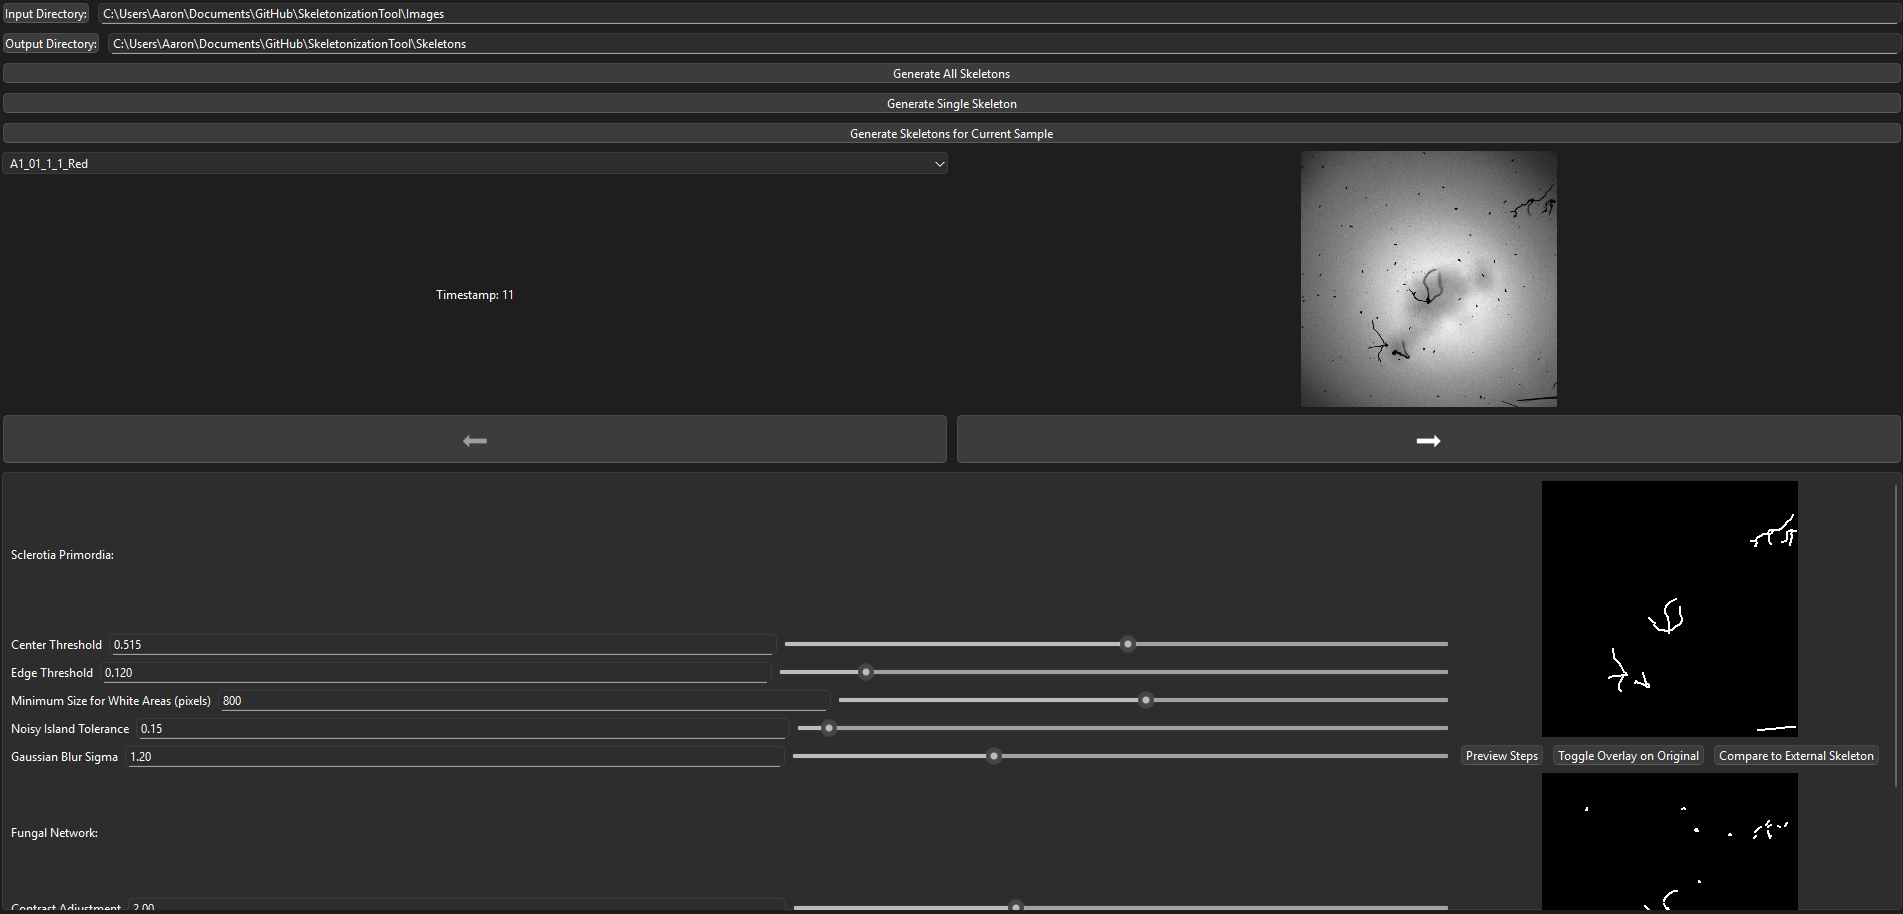 Input Directory: C:\Users\Aaron\Documents\GitHub\SkeletonizationTool\Images
Output Directory: C:\Users\Aaron\Documents\GitHub\SkeletonizationTool\Skeletons
Generate All Skeletons
Generate Single Skeleton
Generate Skeletons for Current Sample
A1_01_1_1_Red
Timestamp: 11
Sclerotia Primordia:
Center Threshold 0.515
Edge Threshold 0.120
Minimum Size for White Areas (pixels) 800
Noisy Island Tolerance 0.15
Gaussian Blur Sigma 1.20
Preview Steps Toggle Overlay on Original Compare to External Skeleton
Fungal Network:
Contrast Adjustment 2.00